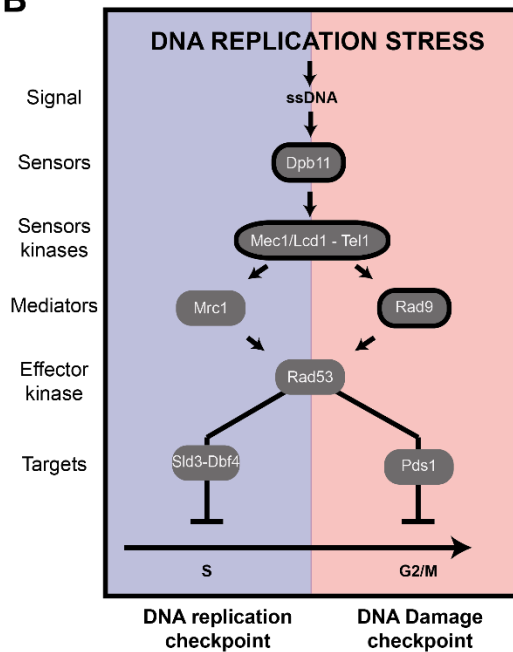 B
DNA REPLICATION STRESS
Signal
ssDNA
Sensors
Dpb11
Sensors
kinases
Mec1/Lcd1 - Tel1
Mediators
Mrc1
Rad9
Effector
kinase
Rad53
Targets
Sld3-Dbf4
Pds1
S
G2/M
DNA replication
checkpoint
DNA Damage
checkpoint